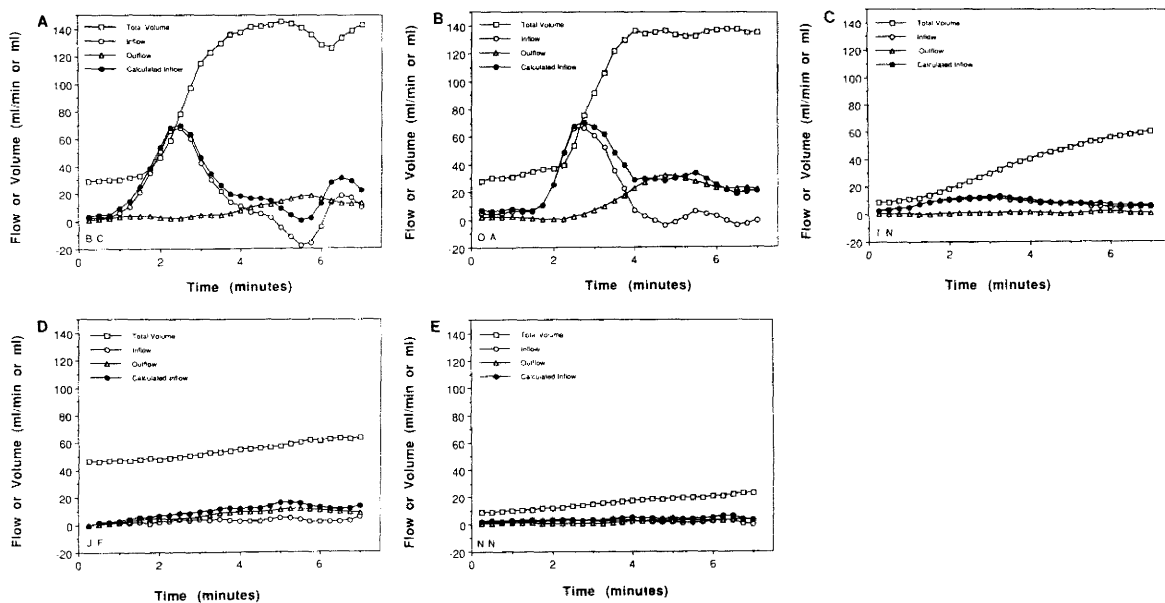 A
Total Volume
Inflow
Outflow
Calculated Inflow
Flow or Volume (ml/min or ml)
140
120
100
80
60
40
20
0
-20
B C
0
2
4
6
Time (minutes)
B
Total Volume
Inflow
Outflow
Calculated Inflow
Flow or Volume (ml/min or ml)
140
120
100
80
60
40
20
0
-20
O A
0
2
4
6
Time (minutes)
C
Total Volume
Inflow
Outflow
Calculated Inflow
Flow or Volume (ml/mim or ml)
140
120
100
80
60
40
20
0
-20
0
2
4
6
Time (minutes)
D
Total Volume
Inflow
Outflow
Calculated Inflow
Flow or Volume (ml/min or ml)
140
120
100
80
60
40
20
0
-20
J F
0
2
4
6
Time (minutes)
E
Total Volume
Inflow
Outflow
Calculated Inflow
Flow or Volume (ml/min or ml)
140
120
100
80
60
40
20
0
-20
N N
0
2
4
6
Time (minutes)